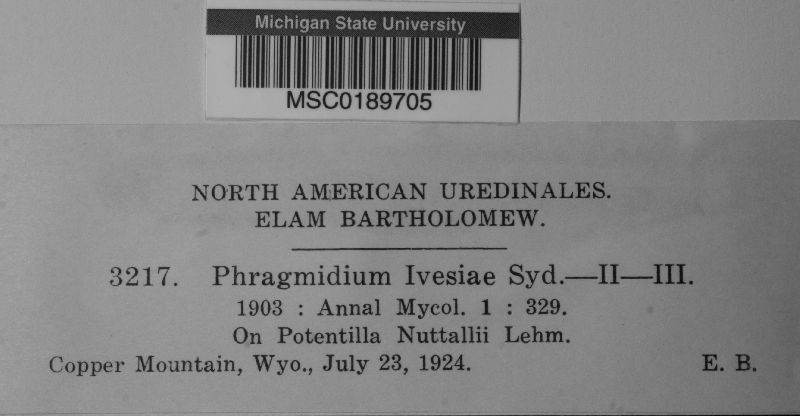 Michigan State University
MSC0189705
NORTH AMERICAN UREDINALES.
ELAM BARTHOLOMEW.
3217. Phragmidium Ivesiae Syd.—II—III.
1903 : Annal Mycol. 1 : 329.
On Potentilla Nuttallii Lehm.
Copper Mountain, Wyo., July 23, 1924. E. B.